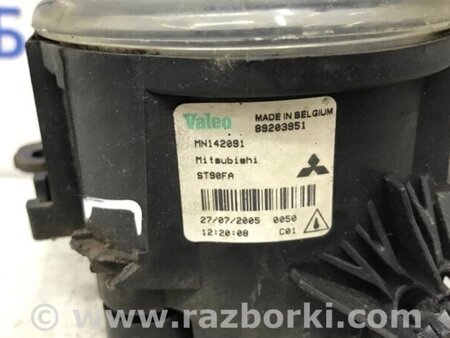 Б
Valeo
MADE IN BELGIUM
89203951
MN142091
Mitsubishi
ST90FA
27/07/2005 0050
12:20:08 C01
www.razborki.com